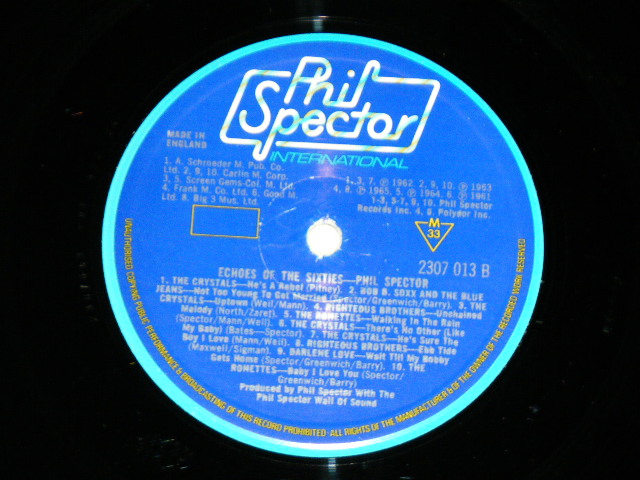 Phil
Spector
INTERNATIONAL
MADE IN
ENGLAND
1. A. Schroeder M. Pub. Co.
Ltd. 2, 9, 10. Carlin M. Corp.
3, 5. Screen Gems-Col. M. Ltd.
4. Frank M. Co. Ltd. 6. Good M.
Ltd. 8. Big 3 Mus. Ltd.
1, 3, 7. ℗ 1962. 2, 9, 10. ℗ 1963
4, 8. ℗ 1965. 5. ℗ 1964. 6. ℗ 1961
1-3, 5-7, 9, 10. Phil Spector
Records Inc. 4, 8. Polydor Inc.
M
33
2307 013 B
ECHOES OF THE SIXTIES—PHIL SPECTOR
1. THE CRYSTALS—He's A Rebel (Pitney). 2. BOB B. SOXX AND THE BLUE
JEANS—Not Too Young To Get Married (Spector/Greenwich/Barry). 3. THE
CRYSTALS—Uptown (Weil/Mann). 4. RIGHTEOUS BROTHERS—Unchained
Melody (North/Zaret). 5. THE RONETTES—Walking In The Rain
(Spector/Mann/Weil). 6. THE CRYSTALS—There's No Other (Like
My Baby) (Bates—Spector). 7. THE CRYSTALS—He's Sure The
Boy I Love (Mann/Weil). 8. RIGHTEOUS BROTHERS—Ebb Tide
(Maxwell/Sigman). 9. DARLENE LOVE—Wait Till My Bobby
Gets Home (Spector/Greenwich/Barry). 10. THE
RONETTES—Baby I Love You (Spector/
Greenwich/Barry)
Produced by Phil Spector With The
Phil Spector Wall Of Sound
UNAUTHORISED COPYING PUBLIC PERFORMANCE & BROADCASTING OF THIS RECORD PROHIBITED · ALL RIGHTS OF THE MANUFACTURER & OF THE OWNER OF THE RECORDED WORK RESERVED